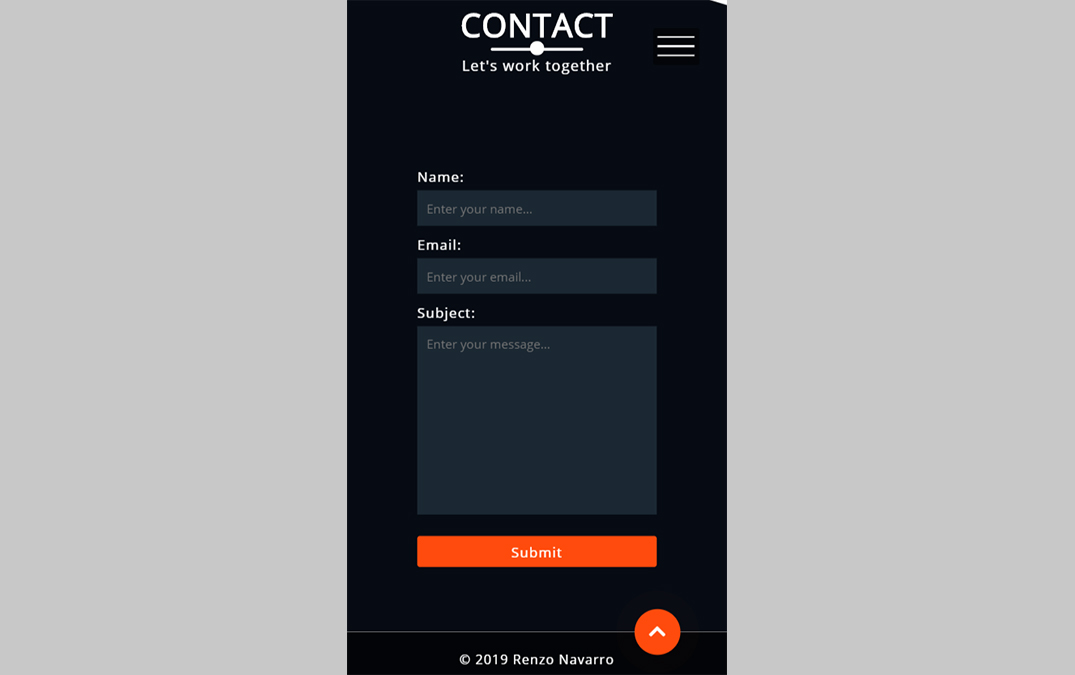 CONTACT
Let's work together
Name:
Enter your name...
Email:
Enter your email...
Subject:
Enter your message...
Submit
© 2019 Renzo Navarro